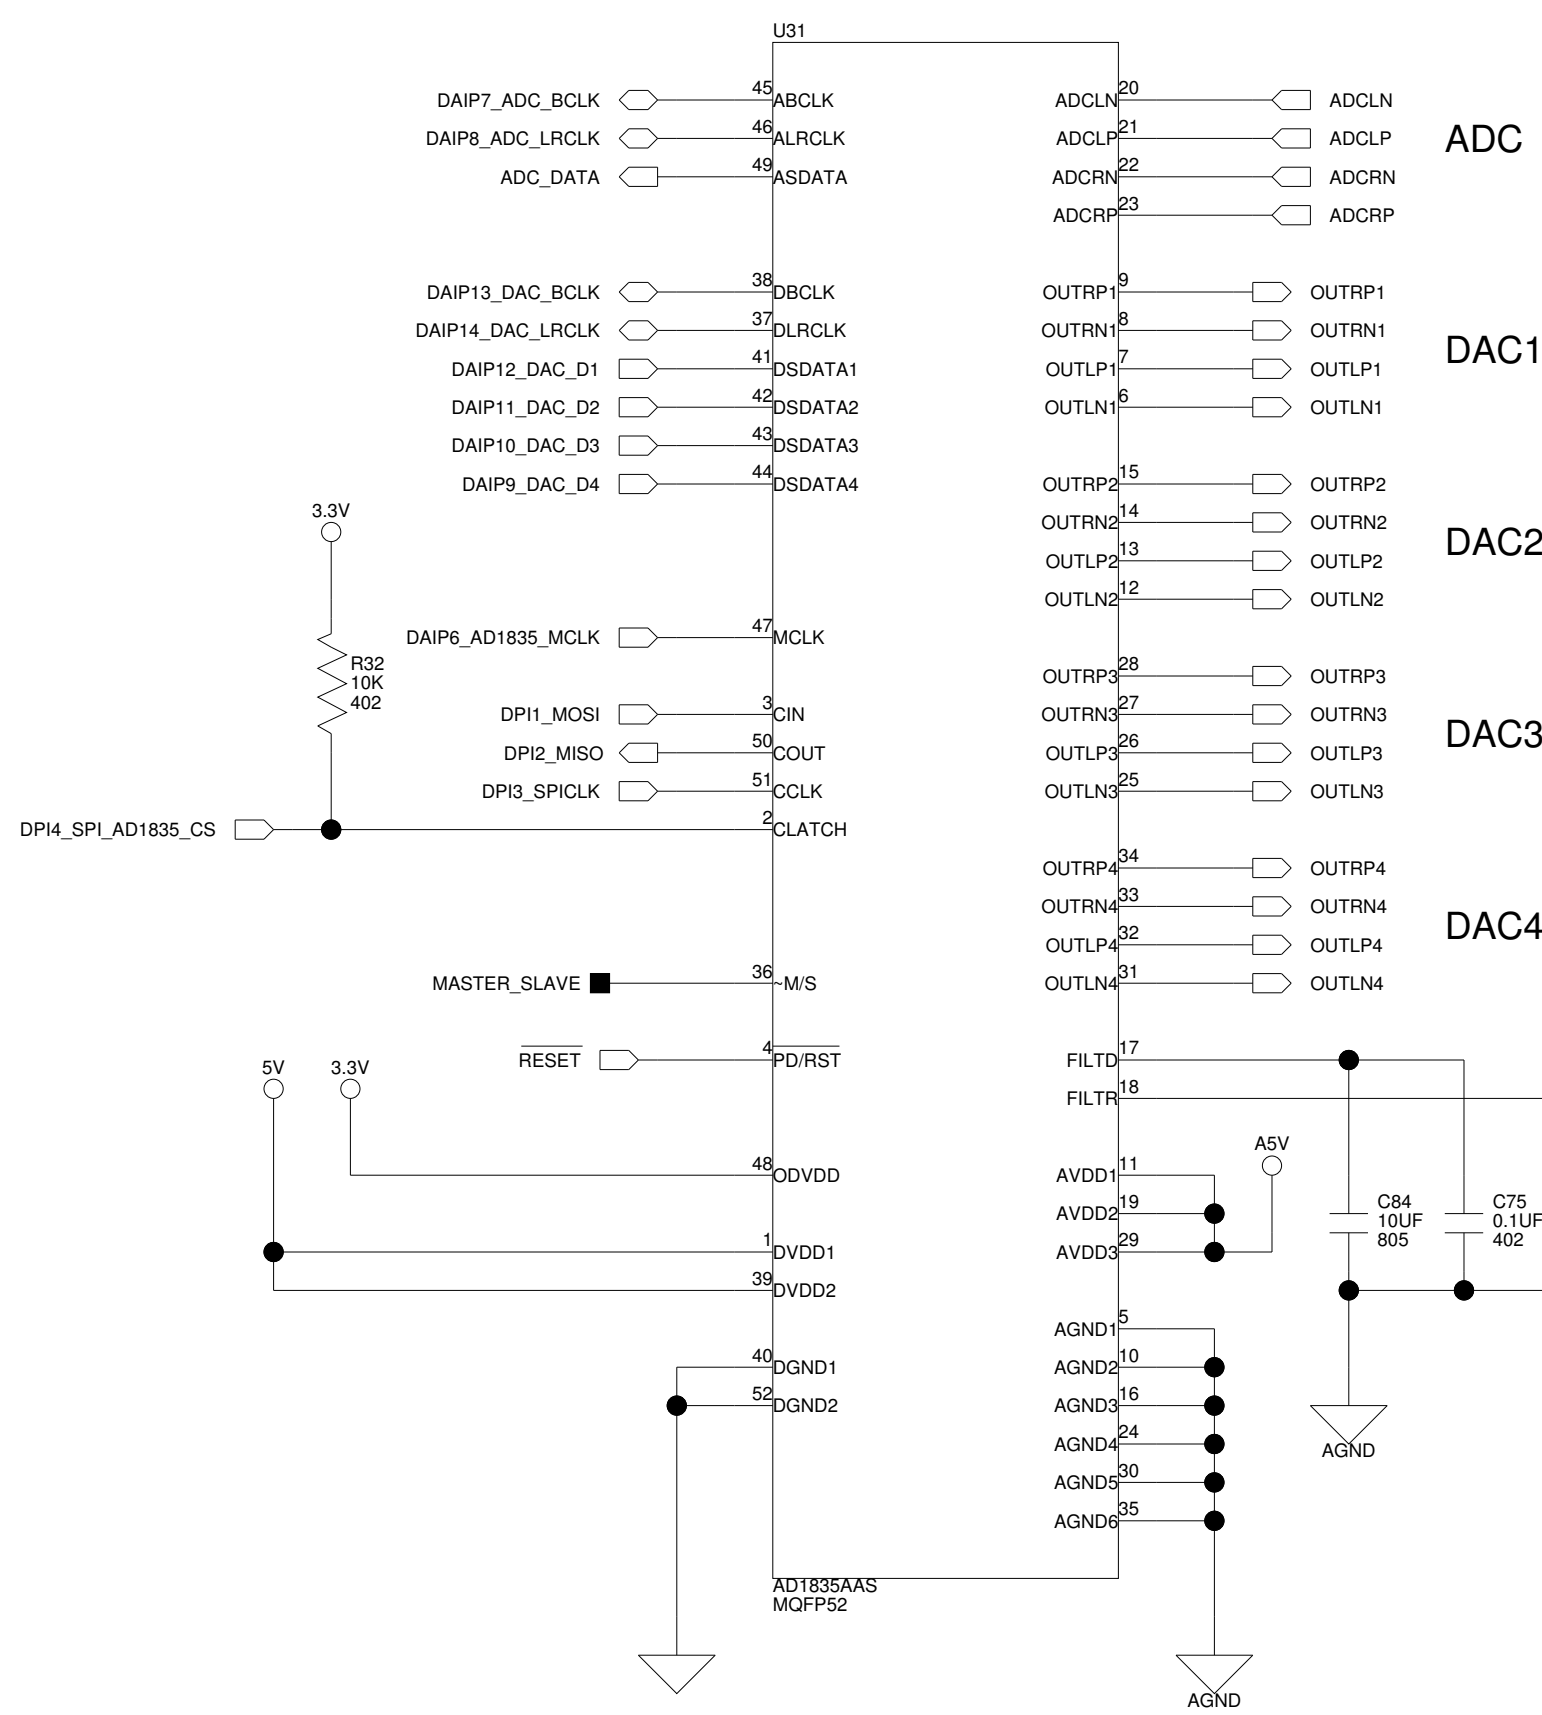 U31
DAIP7_ADC_BCLK 45 ABCLK ADCLN 20 ADCLN
DAIP8_ADC_LRCLK 46 ALRCLK ADCLP 21 ADCLP
ADC
ADC_DATA 49 ASDATA ADCRN 22 ADCRN
ADCRP 23 ADCRP
DAIP13_DAC_BCLK 38 DBCLK OUTRP1 9 OUTRP1
DAIP14_DAC_LRCLK 37 DLRCLK OUTRN1 8 OUTRN1
DAC1
DAIP12_DAC_D1 41 DSDATA1 OUTLP1 7 OUTLP1
DAIP11_DAC_D2 42 DSDATA2 OUTLN1 6 OUTLN1
DAIP10_DAC_D3 43 DSDATA3
DAIP9_DAC_D4 44 DSDATA4 OUTRP2 15 OUTRP2
3.3V
OUTRN2 14 OUTRN2
DAC2
OUTLP2 13 OUTLP2
OUTLN2 12 OUTLN2
DAIP6_AD1835_MCLK 47 MCLK
R32
10K
402
OUTRP3 28 OUTRP3
DPI1_MOSI 3 CIN OUTRN3 27 OUTRN3
DAC3
DPI2_MISO 50 COUT OUTLP3 26 OUTLP3
DPI3_SPICLK 51 CCLK OUTLN3 25 OUTLN3
DPI4_SPI_AD1835_CS 2 CLATCH
OUTRP4 34 OUTRP4
OUTRN4 33 OUTRN4
DAC4
OUTLP4 32 OUTLP4
MASTER_SLAVE 36 ~M/S OUTLN4 31 OUTLN4
RESET 4 PD/RST FILTD 17
5V 3.3V
FILTR 18
A5V
48 ODVDD AVDD1 11
AVDD2 19
C84
10UF
805
C75
0.1UF
402
1 DVDD1 AVDD3 29
39 DVDD2
AGND1 5
40 DGND1 AGND2 10
52 DGND2 AGND3 16
AGND4 24
AGND
AGND5 30
AGND6 35
AD1835AAS
MQFP52
AGND